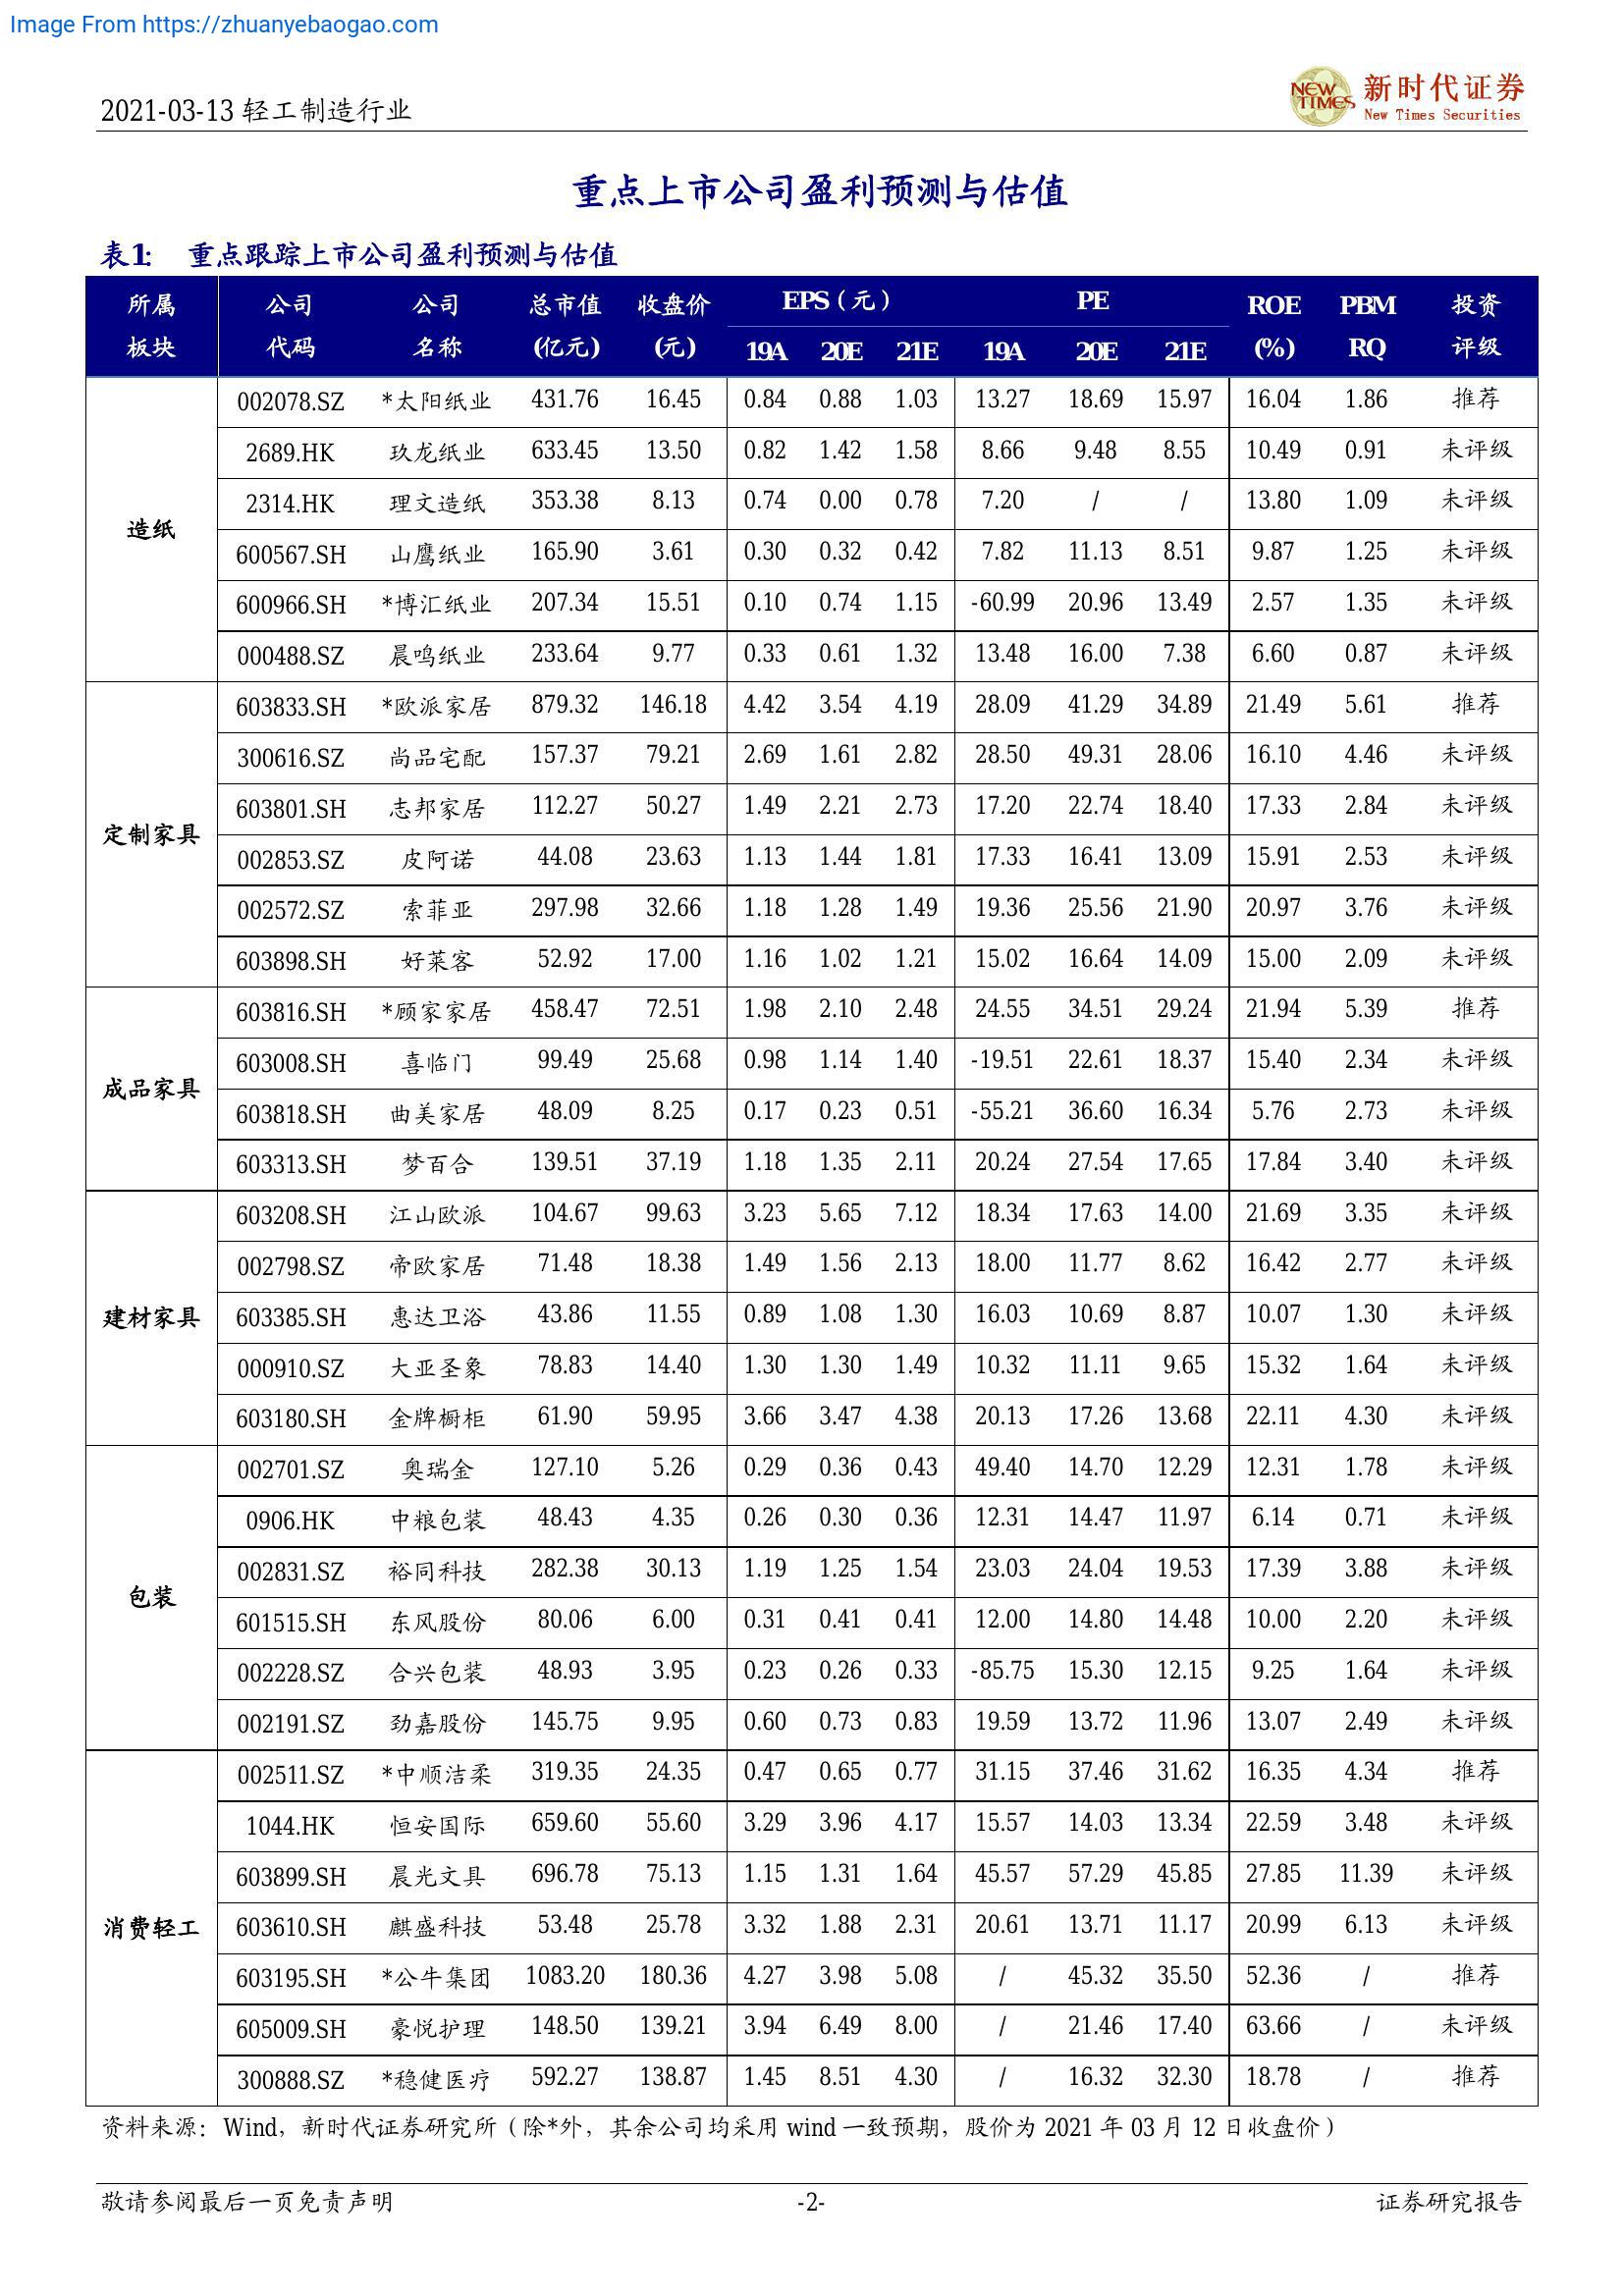 Image From https://zhuanyebaogao.com
2021-03-13 轻工制造行业
NEW TIMES 新时代证券
New Times Securities
重点上市公司盈利预测与估值
表1: 重点跟踪上市公司盈利预测与估值
所属板块 公司代码 公司名称 总市值(亿元) 收盘价(元) EPS（元） PE ROE(%) PBMRQ 投资评级
19A 20E 21E 19A 20E 21E
造纸
002078.SZ *太阳纸业 431.76 16.45 0.84 0.88 1.03 13.27 18.69 15.97 16.04 1.86 推荐
2689.HK 玖龙纸业 633.45 13.50 0.82 1.42 1.58 8.66 9.48 8.55 10.49 0.91 未评级
2314.HK 理文造纸 353.38 8.13 0.74 0.00 0.78 7.20 / / 13.80 1.09 未评级
600567.SH 山鹰纸业 165.90 3.61 0.30 0.32 0.42 7.82 11.13 8.51 9.87 1.25 未评级
600966.SH *博汇纸业 207.34 15.51 0.10 0.74 1.15 -60.99 20.96 13.49 2.57 1.35 未评级
000488.SZ 晨鸣纸业 233.64 9.77 0.33 0.61 1.32 13.48 16.00 7.38 6.60 0.87 未评级
定制家具
603833.SH *欧派家居 879.32 146.18 4.42 3.54 4.19 28.09 41.29 34.89 21.49 5.61 推荐
300616.SZ 尚品宅配 157.37 79.21 2.69 1.61 2.82 28.50 49.31 28.06 16.10 4.46 未评级
603801.SH 志邦家居 112.27 50.27 1.49 2.21 2.73 17.20 22.74 18.40 17.33 2.84 未评级
002853.SZ 皮阿诺 44.08 23.63 1.13 1.44 1.81 17.33 16.41 13.09 15.91 2.53 未评级
002572.SZ 索菲亚 297.98 32.66 1.18 1.28 1.49 19.36 25.56 21.90 20.97 3.76 未评级
603898.SH 好莱客 52.92 17.00 1.16 1.02 1.21 15.02 16.64 14.09 15.00 2.09 未评级
成品家具
603816.SH *顾家家居 458.47 72.51 1.98 2.10 2.48 24.55 34.51 29.24 21.94 5.39 推荐
603008.SH 喜临门 99.49 25.68 0.98 1.14 1.40 -19.51 22.61 18.37 15.40 2.34 未评级
603818.SH 曲美家居 48.09 8.25 0.17 0.23 0.51 -55.21 36.60 16.34 5.76 2.73 未评级
603313.SH 梦百合 139.51 37.19 1.18 1.35 2.11 20.24 27.54 17.65 17.84 3.40 未评级
建材家具
603208.SH 江山欧派 104.67 99.63 3.23 5.65 7.12 18.34 17.63 14.00 21.69 3.35 未评级
002798.SZ 帝欧家居 71.48 18.38 1.49 1.56 2.13 18.00 11.77 8.62 16.42 2.77 未评级
603385.SH 惠达卫浴 43.86 11.55 0.89 1.08 1.30 16.03 10.69 8.87 10.07 1.30 未评级
000910.SZ 大亚圣象 78.83 14.40 1.30 1.30 1.49 10.32 11.11 9.65 15.32 1.64 未评级
603180.SH 金牌橱柜 61.90 59.95 3.66 3.47 4.38 20.13 17.26 13.68 22.11 4.30 未评级
包装
002701.SZ 奥瑞金 127.10 5.26 0.29 0.36 0.43 49.40 14.70 12.29 12.31 1.78 未评级
0906.HK 中粮包装 48.43 4.35 0.26 0.30 0.36 12.31 14.47 11.97 6.14 0.71 未评级
002831.SZ 裕同科技 282.38 30.13 1.19 1.25 1.54 23.03 24.04 19.53 17.39 3.88 未评级
601515.SH 东风股份 80.06 6.00 0.31 0.41 0.41 12.00 14.80 14.48 10.00 2.20 未评级
002228.SZ 合兴包装 48.93 3.95 0.23 0.26 0.33 -85.75 15.30 12.15 9.25 1.64 未评级
002191.SZ 劲嘉股份 145.75 9.95 0.60 0.73 0.83 19.59 13.72 11.96 13.07 2.49 未评级
消费轻工
002511.SZ *中顺洁柔 319.35 24.35 0.47 0.65 0.77 31.15 37.46 31.62 16.35 4.34 推荐
1044.HK 恒安国际 659.60 55.60 3.29 3.96 4.17 15.57 14.03 13.34 22.59 3.48 未评级
603899.SH 晨光文具 696.78 75.13 1.15 1.31 1.64 45.57 57.29 45.85 27.85 11.39 未评级
603610.SH 麒盛科技 53.48 25.78 3.32 1.88 2.31 20.61 13.71 11.17 20.99 6.13 未评级
603195.SH *公牛集团 1083.20 180.36 4.27 3.98 5.08 / 45.32 35.50 52.36 / 推荐
605009.SH 豪悦护理 148.50 139.21 3.94 6.49 8.00 / 21.46 17.40 63.66 / 未评级
300888.SZ *稳健医疗 592.27 138.87 1.45 8.51 4.30 / 16.32 32.30 18.78 / 推荐
资料来源：Wind，新时代证券研究所（除*外，其余公司均采用 wind 一致预期，股价为 2021 年 03 月 12 日收盘价）
敬请参阅最后一页免责声明 -2- 证券研究报告